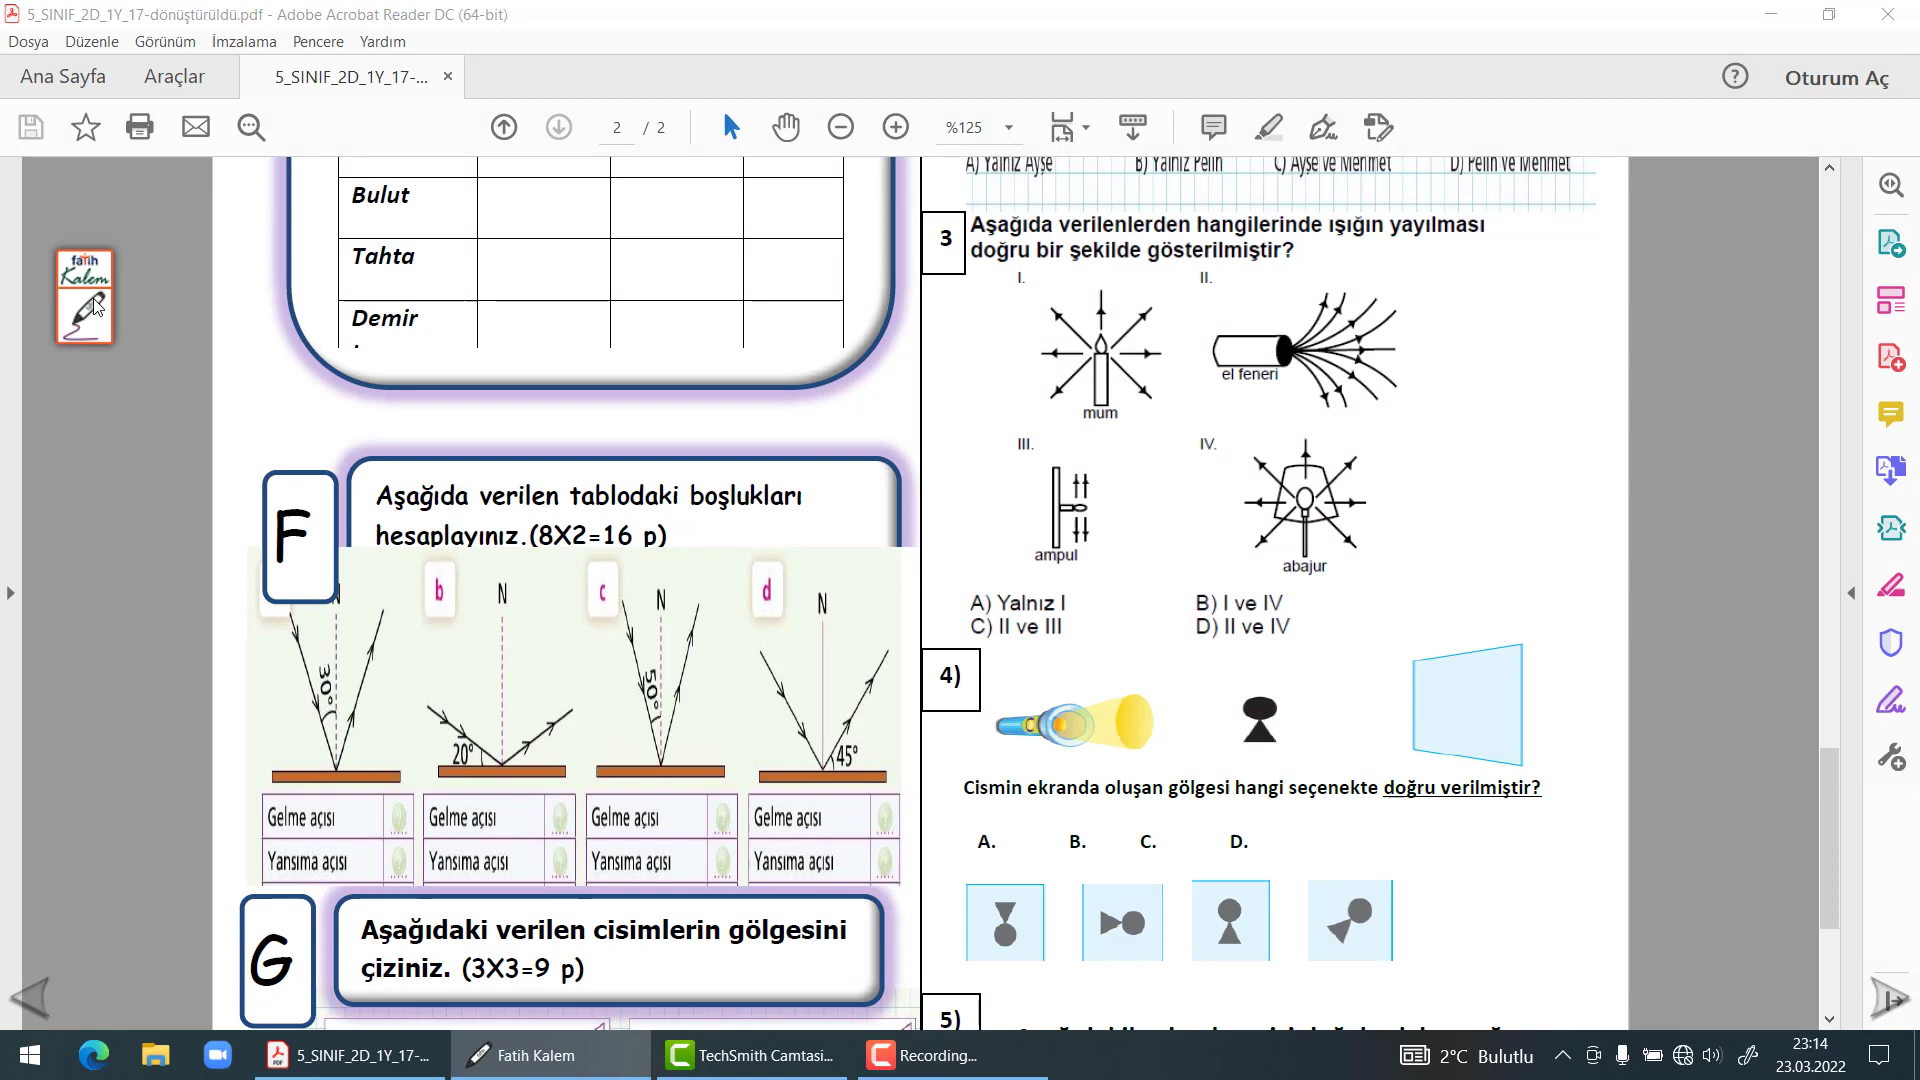 5_SINIF_2D_1Y_17-dönüştürüldü.pdf - Adobe Acrobat Reader DC (64-bit)
Dosya Düzenle Görünüm İmzalama Pencere Yardım
Ana Sayfa Araçlar 5_SINIF_2D_1Y_17-... Oturum Aç
2 / 2 %125
fatih
Kalem
Bulut
Tahta
Demir
F
Aşağıda verilen tablodaki boşlukları
hesaplayınız.(8X2=16 p)
b c d
N N N N
30° 20° 50° 45°
Gelme açısı Gelme açısı Gelme açısı Gelme açısı
Yansıma açısı Yansıma açısı Yansıma açısı Yansıma açısı
G
Aşağıdaki verilen cisimlerin gölgesini
çiziniz. (3X3=9 p)
A) Yalnız Ayşe B) Yalnız Pelin C) Ayşe ve Mehmet D) Pelin ve Mehmet
3
Aşağıda verilenlerden hangilerinde ışığın yayılması
doğru bir şekilde gösterilmiştir?
I. II.
mum el feneri
III. IV.
ampul abajur
A) Yalnız I B) I ve IV
C) II ve III D) II ve IV
4)
Cismin ekranda oluşan gölgesi hangi seçenekte doğru verilmiştir?
A. B. C. D.
5)
5_SINIF_2D_1Y_17-... Fatih Kalem TechSmith Camtasi... Recording...
2°C Bulutlu
23:14
23.03.2022